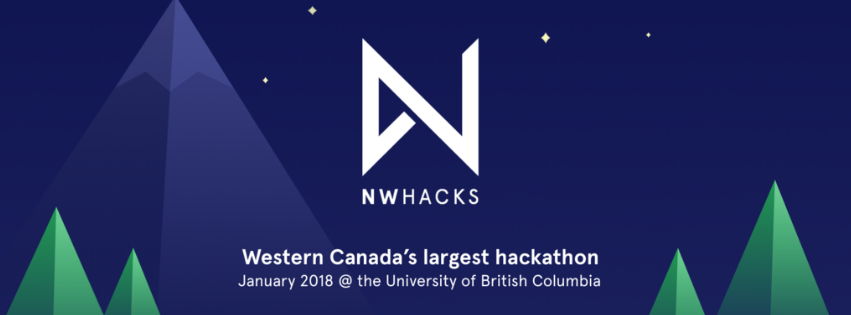 NWHACKS
Western Canada's largest hackathon
January 2018 @ the University of British Columbia